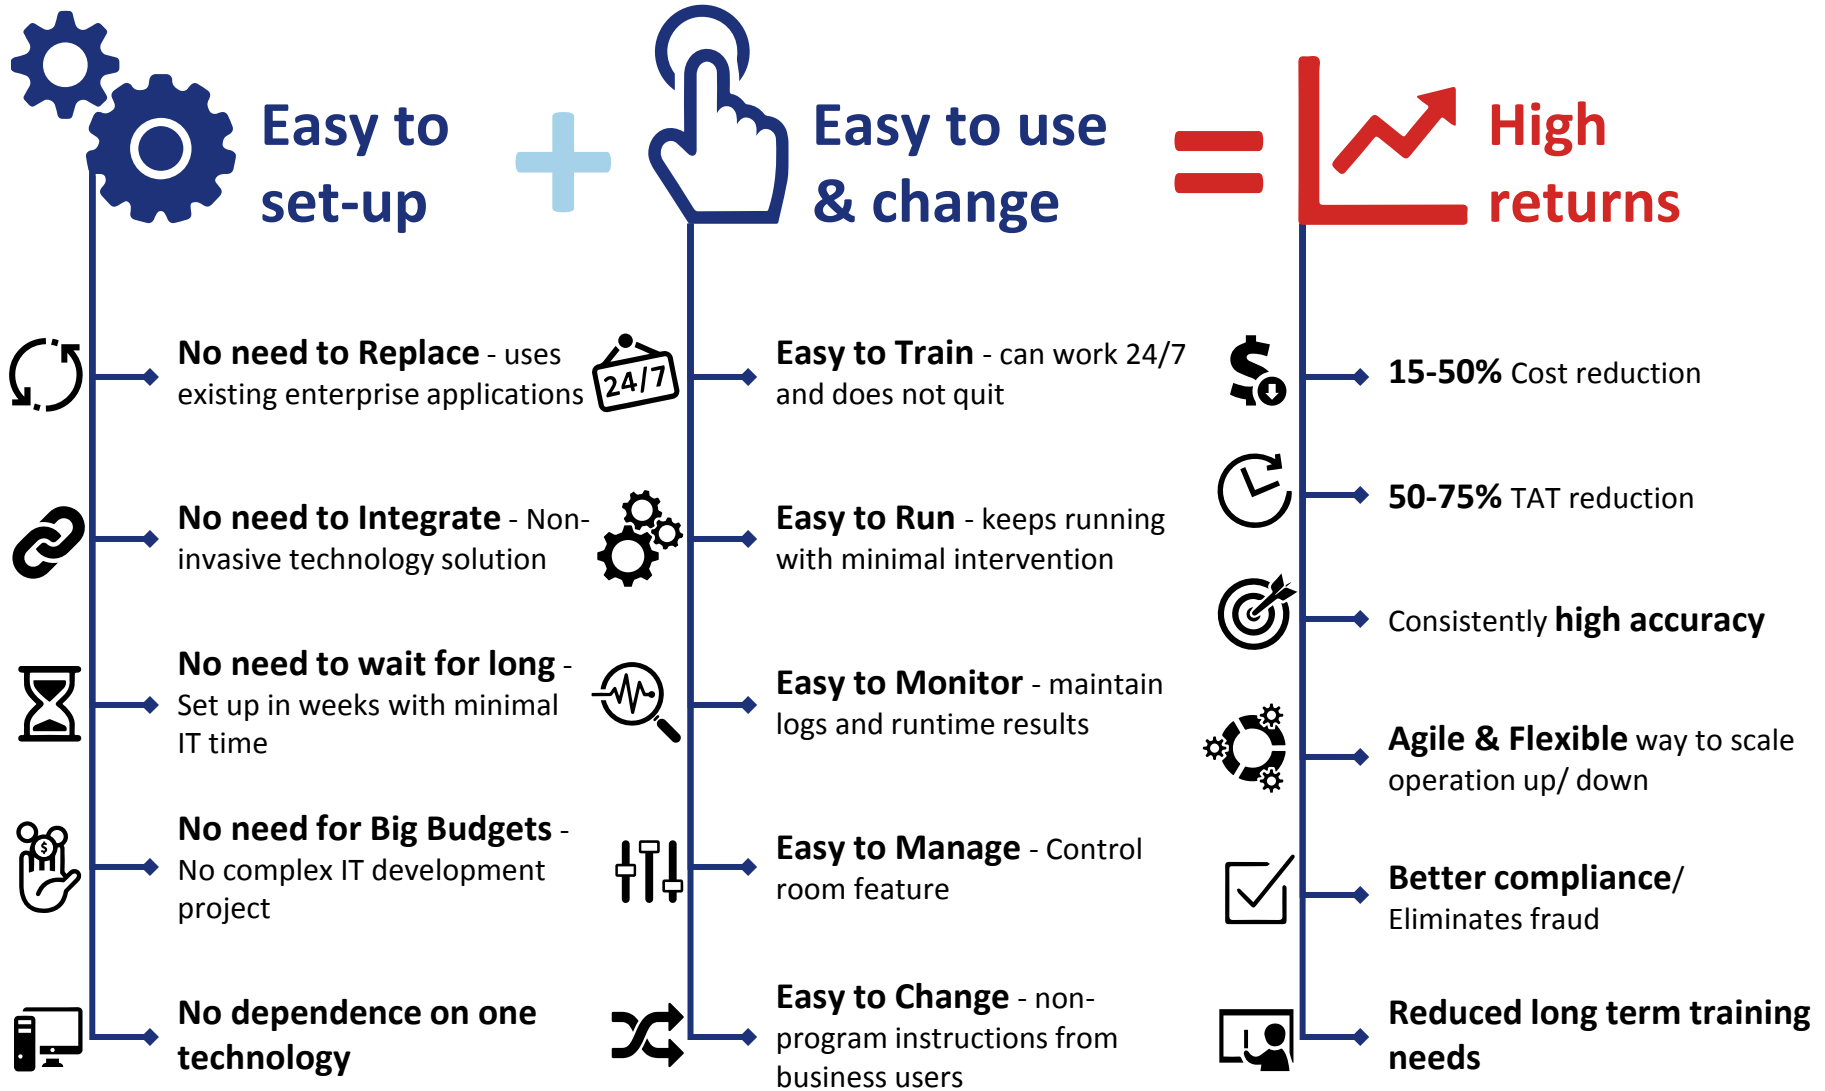 Easy to
set-up
Easy to use
& change
High
returns
No need to Replace - uses
existing enterprise applications
No need to Integrate - Non-
invasive technology solution
No need to wait for long -
Set up in weeks with minimal
IT time
No need for Big Budgets -
No complex IT development
project
No dependence on one
technology
24/7
Easy to Train - can work 24/7
and does not quit
Easy to Run - keeps running
with minimal intervention
Easy to Monitor - maintain
logs and runtime results
Easy to Manage - Control
room feature
Easy to Change - non-
program instructions from
business users
15-50% Cost reduction
50-75% TAT reduction
Consistently high accuracy
Agile & Flexible way to scale
operation up/ down
Better compliance/
Eliminates fraud
Reduced long term training
needs